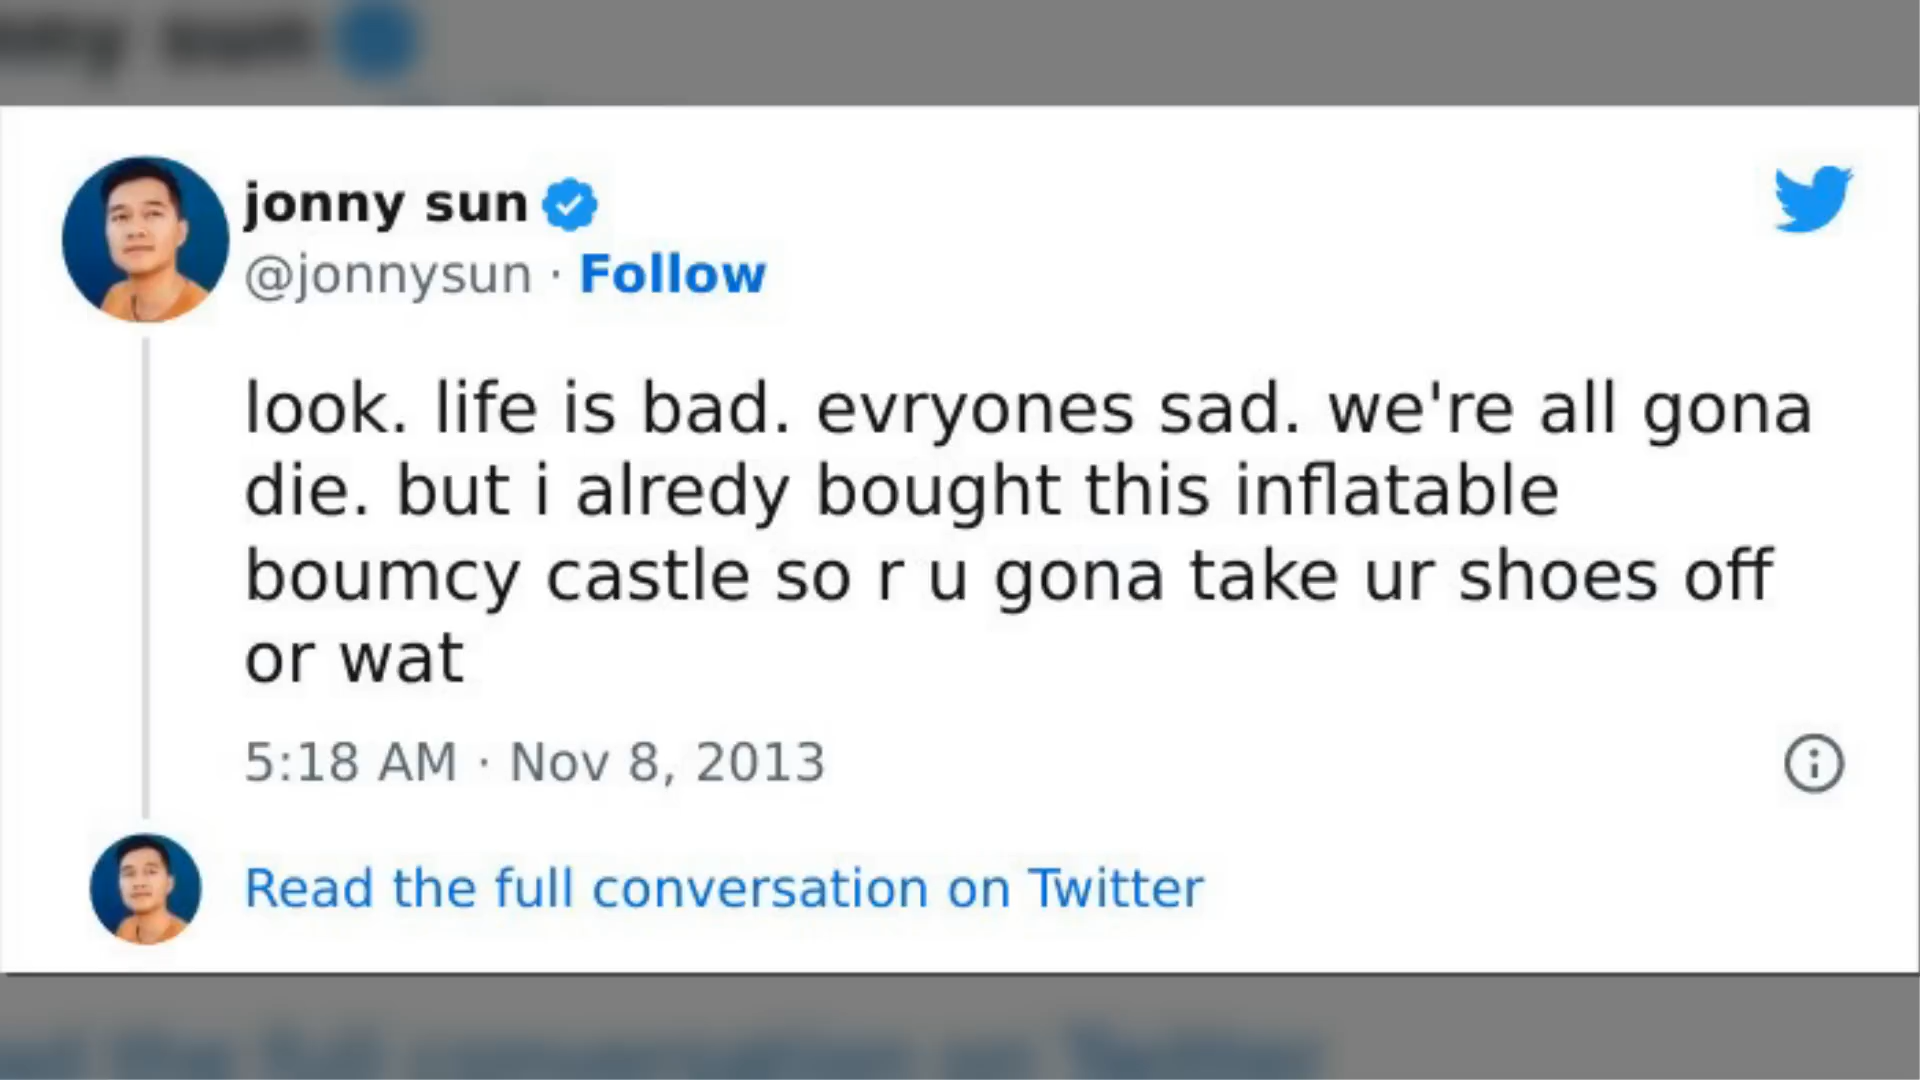 jonny sun
@jonnysun · Follow
look. life is bad. evryones sad. we're all gona
die. but i alredy bought this inflatable
boumcy castle so r u gona take ur shoes off
or wat
5:18 AM · Nov 8, 2013
Read the full conversation on Twitter